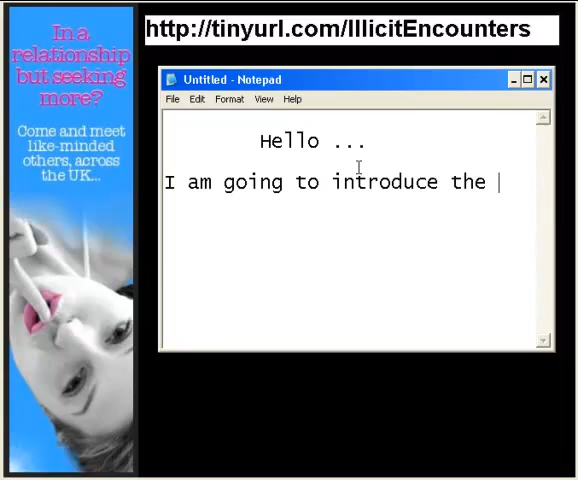 http://tinyurl.com/IllicitEncounters
In a
relationship
but seeking
more?
Come and meet
like-minded
others, across
the UK...
Untitled - Notepad
File Edit Format View Help
Hello ...
I am going to introduce the